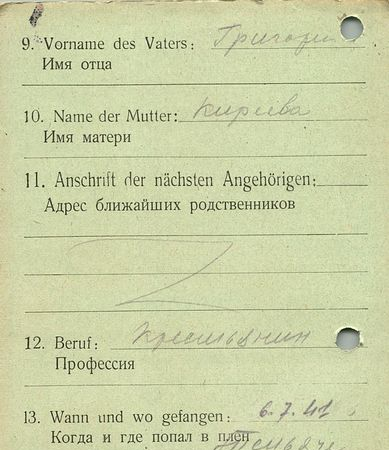 9. Vorname des Vaters: Григорий
Имя отца
10. Name der Mutter: Киреева
Имя матери
11. Anschrift der nächsten Angehörigen:
Адрес ближайших родственников
12. Beruf: Крестьянин
Профессия
13. Wann und wo gefangen: 6.7.41
Когда и где попал в плен